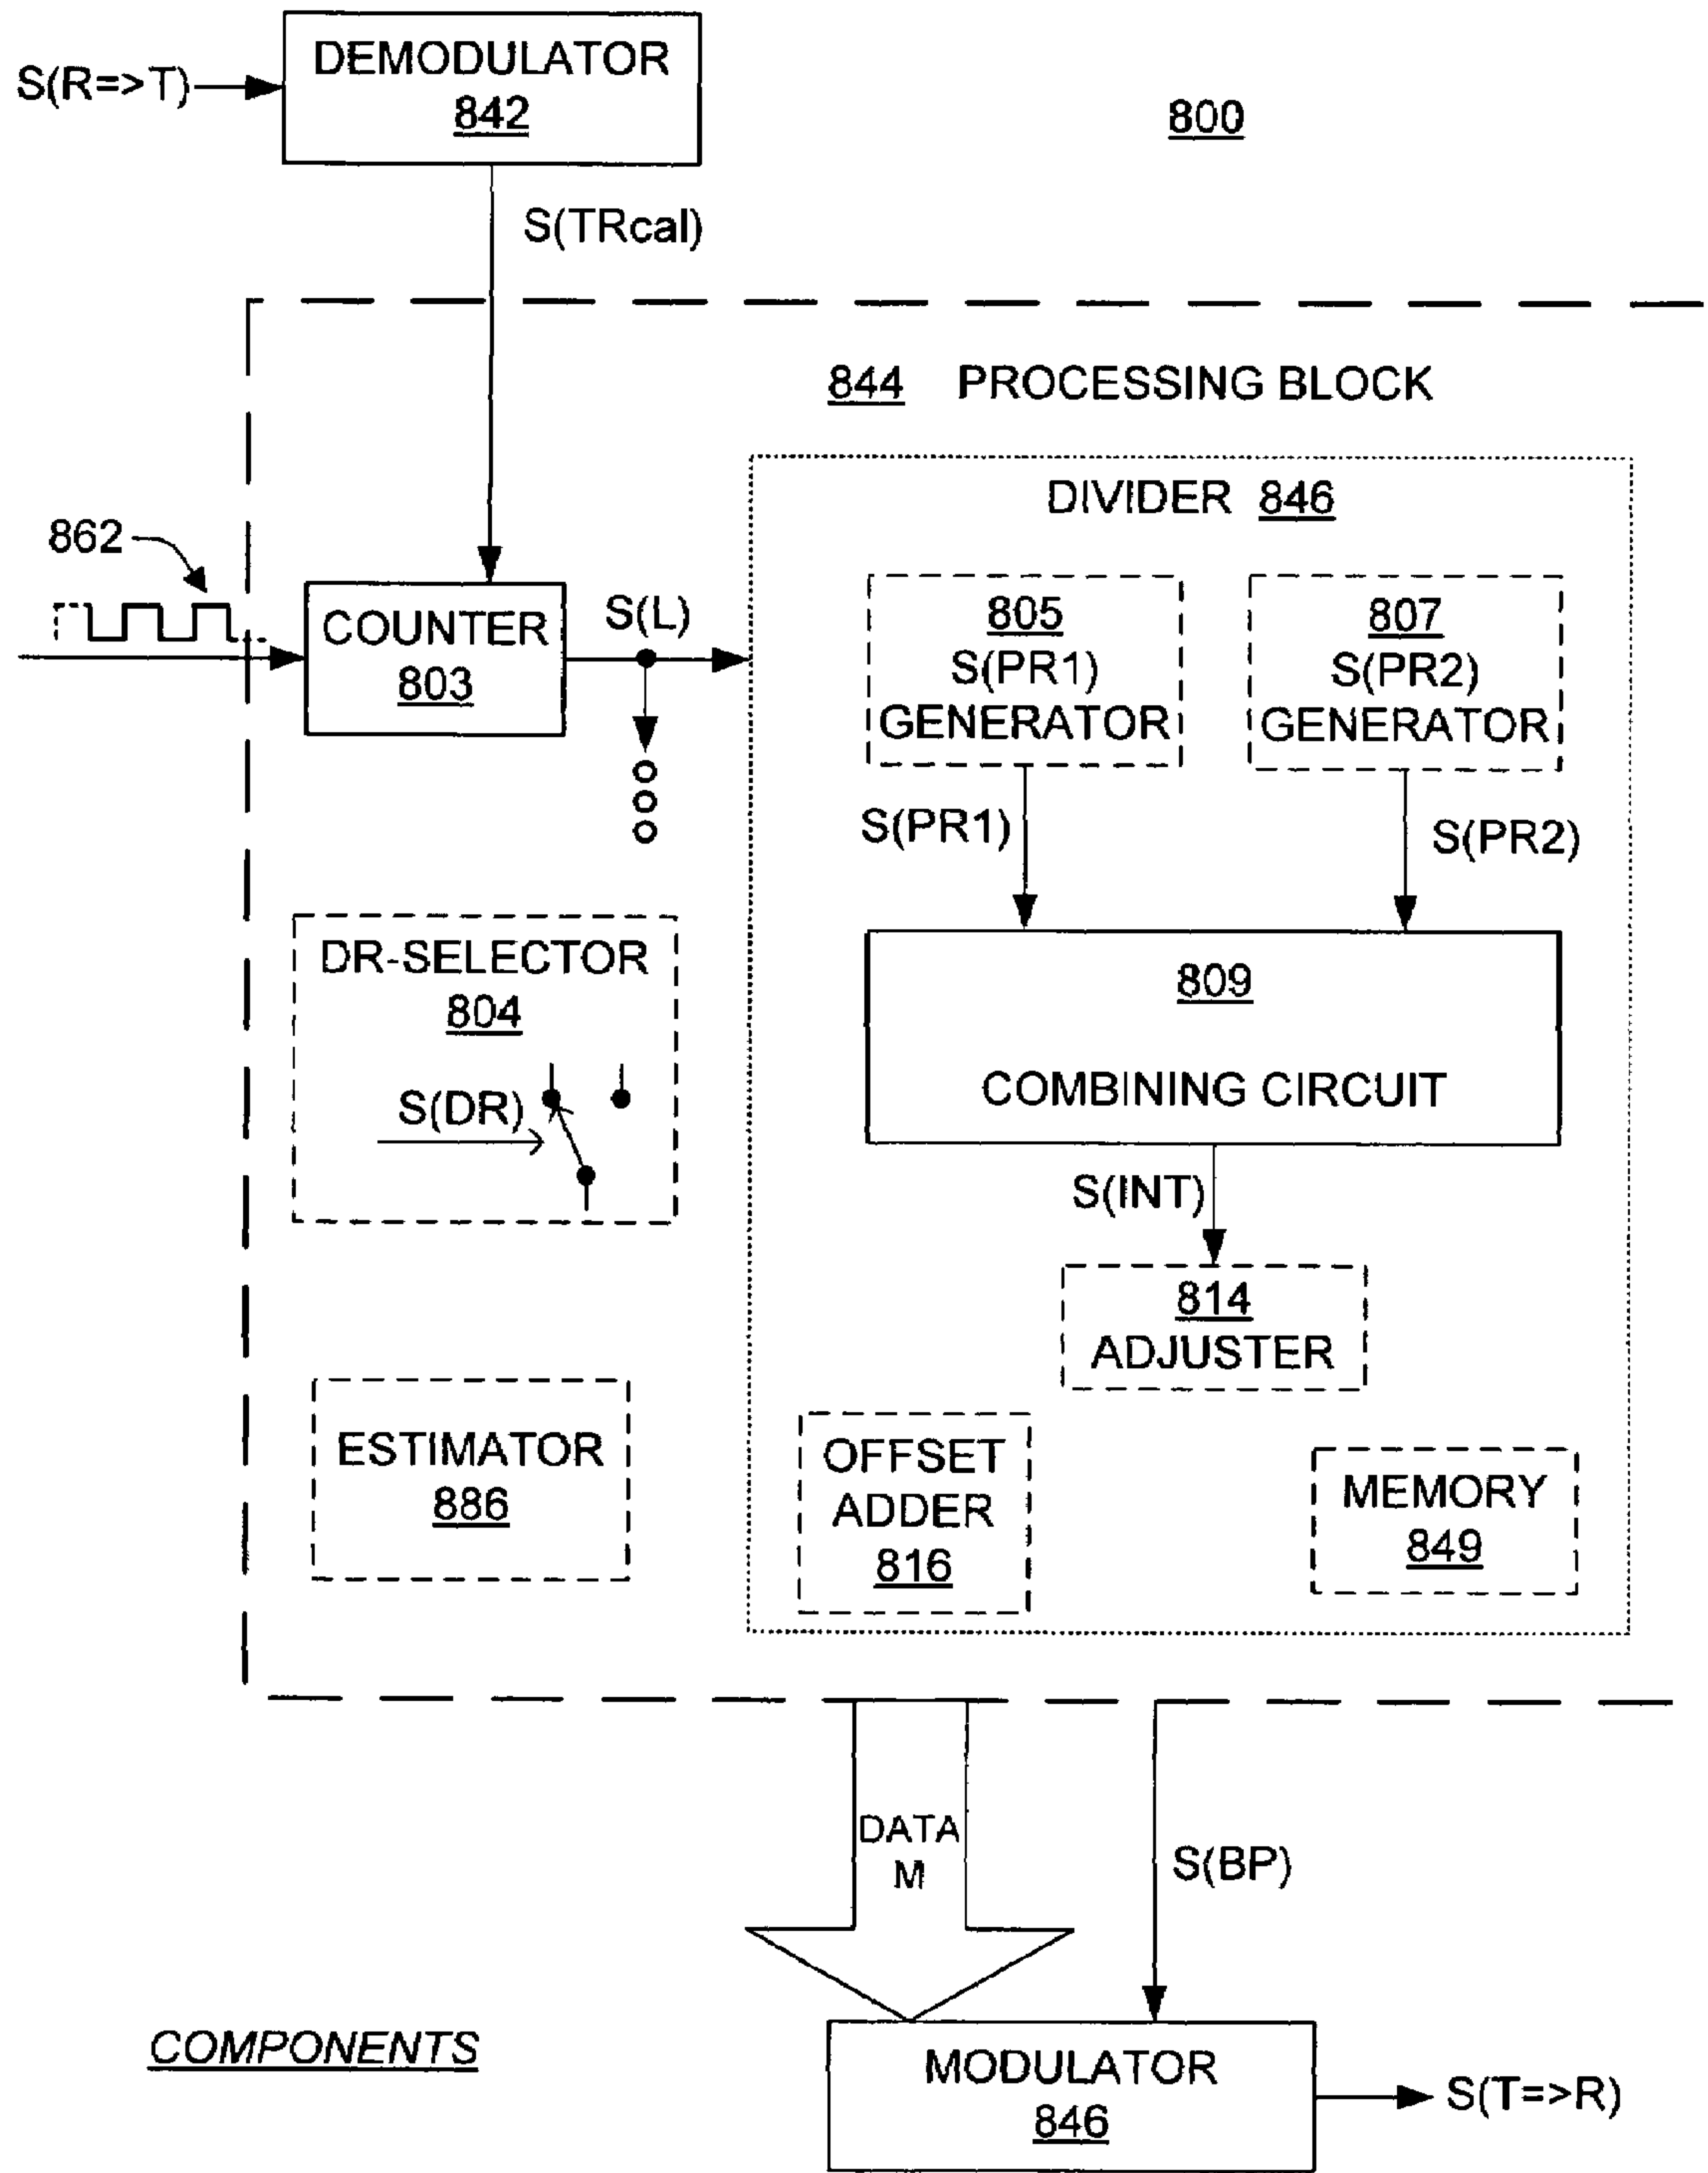 DEMODULATOR
842
S(R=>T)
800
S(TRcal)
844 PROCESSING BLOCK
DIVIDER 846
862
COUNTER
803
S(L)
805
S(PR1)
GENERATOR
807
S(PR2)
GENERATOR
S(PR1)
S(PR2)
DR-SELECTOR
804
S(DR)
809
COMBINING CIRCUIT
S(INT)
814
ADJUSTER
ESTIMATOR
886
OFFSET
ADDER
816
MEMORY
849
DATA
M
S(BP)
COMPONENTS
MODULATOR
846
S(T=>R)